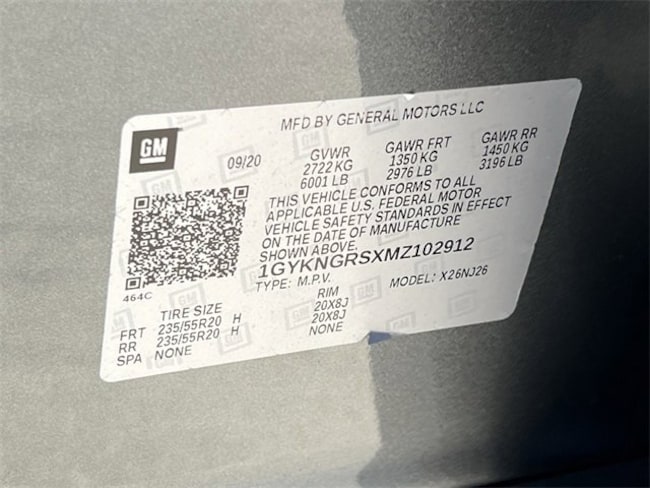 MFD BY GENERAL MOTORS LLC
GM
09/20 GVWR GAWR FRT GAWR RR
2722 KG 1350 KG 1450 KG
6001 LB 2976 LB 3196 LB
THIS VEHICLE CONFORMS TO ALL
APPLICABLE U.S. FEDERAL MOTOR
VEHICLE SAFETY STANDARDS IN EFFECT
ON THE DATE OF MANUFACTURE
SHOWN ABOVE.
1GYKNGRSXMZ102912
TYPE: M.P.V. MODEL: X26NJ26
464C
TIRE SIZE RIM
FRT 235/55R20 H 20X8J
RR 235/55R20 H 20X8J
SPA NONE NONE